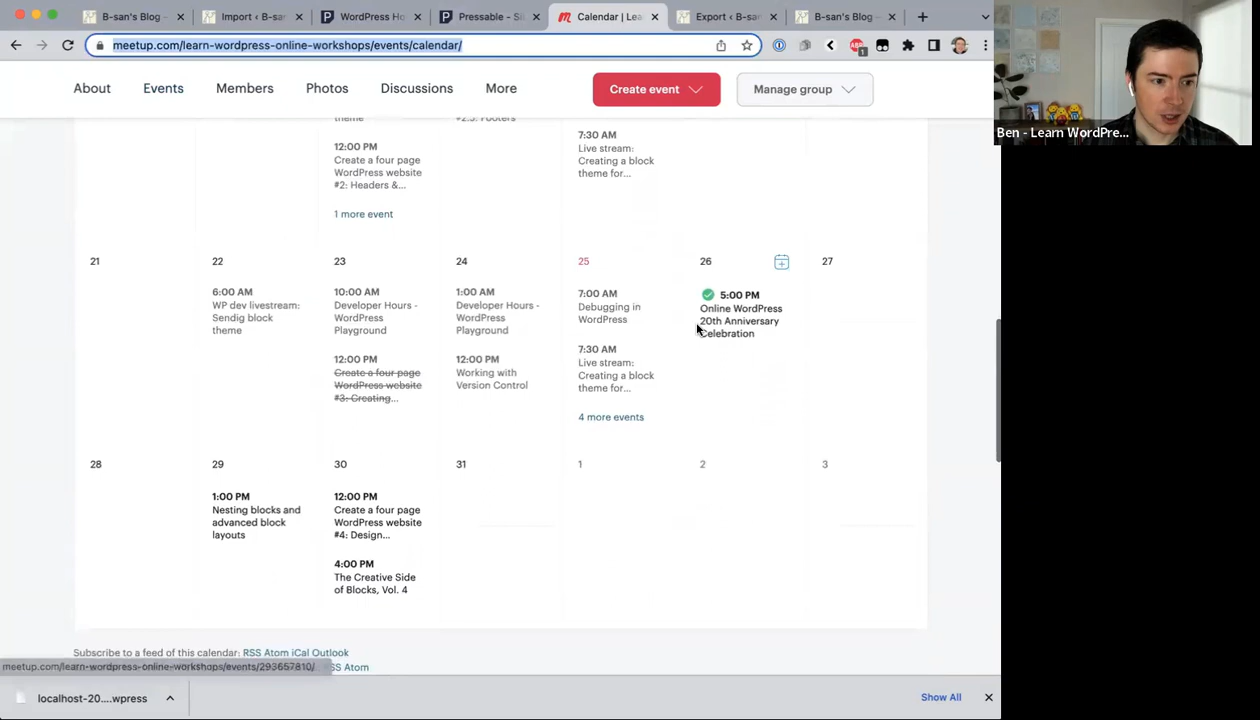 B-san's Blog –
Import ‹ B-sar
WordPress Ho
Pressable - Si
Calendar | Lea
Export ‹ B-san
B-san's Blog –
meetup.com/learn-wordpress-online-workshops/events/calendar/
1
About Events Members Photos Discussions More
Create event
Manage group
theme
+2.5: Footers
12:00 PM
Create a four page
WordPress website
#2: Headers &...
1 more event
7:30 AM
Live stream:
Creating a block
theme for...
21 22 23 24 25 26 27
6:00 AM
WP dev livestream:
Sendig block
theme
10:00 AM
Developer Hours -
WordPress
Playground
12:00 PM
Create a four page
WordPress website
#3: Creating...
1:00 AM
Developer Hours -
WordPress
Playground
12:00 PM
Working with
Version Control
7:00 AM
Debugging in
WordPress
7:30 AM
Live stream:
Creating a block
theme for...
4 more events
5:00 PM
Online WordPress
20th Anniversary
Celebration
28 29 30 31 1 2 3
1:00 PM
Nesting blocks and
advanced block
layouts
12:00 PM
Create a four page
WordPress website
#4: Design...
4:00 PM
The Creative Side
of Blocks, Vol. 4
Subscribe to a feed of this calendar: RSS Atom iCal Outlook
meetup.com/learn-wordpress-online-workshops/events/293657810/
SS Atom
localhost-20....wpress
Show All
Ben - Learn WordPre...